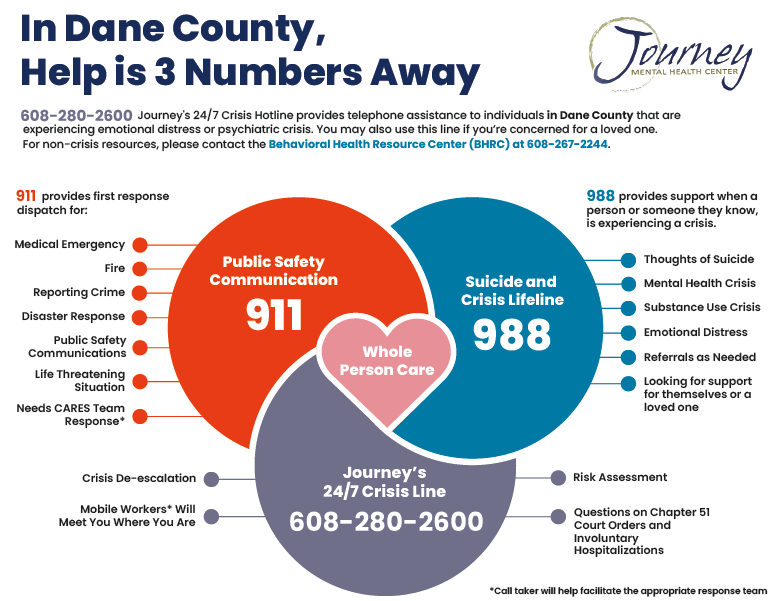 In Dane County,
Help is 3 Numbers Away
Journey
MENTAL HEALTH CENTER
608-280-2600 Journey's 24/7 Crisis Hotline provides telephone assistance to individuals in Dane County that are
experiencing emotional distress or psychiatric crisis. You may also use this line if you're concerned for a loved one.
For non-crisis resources, please contact the Behavioral Health Resource Center (BHRC) at 608-267-2244.
911 provides first response
dispatch for:
Medical Emergency
Fire
Reporting Crime
Disaster Response
Public Safety
Communications
Life Threatening
Situation
Needs CARES Team
Response*
Public Safety
Communication
911
988 provides support when a
person or someone they know,
is experiencing a crisis.
Suicide and
Crisis Lifeline
988
Thoughts of Suicide
Mental Health Crisis
Substance Use Crisis
Emotional Distress
Referrals as Needed
Looking for support
for themselves or a
loved one
Whole
Person Care
Crisis De-escalation
Mobile Workers* Will
Meet You Where You Are
Journey's
24/7 Crisis Line
608-280-2600
Risk Assessment
Questions on Chapter 51
Court Orders and
Involuntary
Hospitalizations
*Call taker will help facilitate the appropriate response team